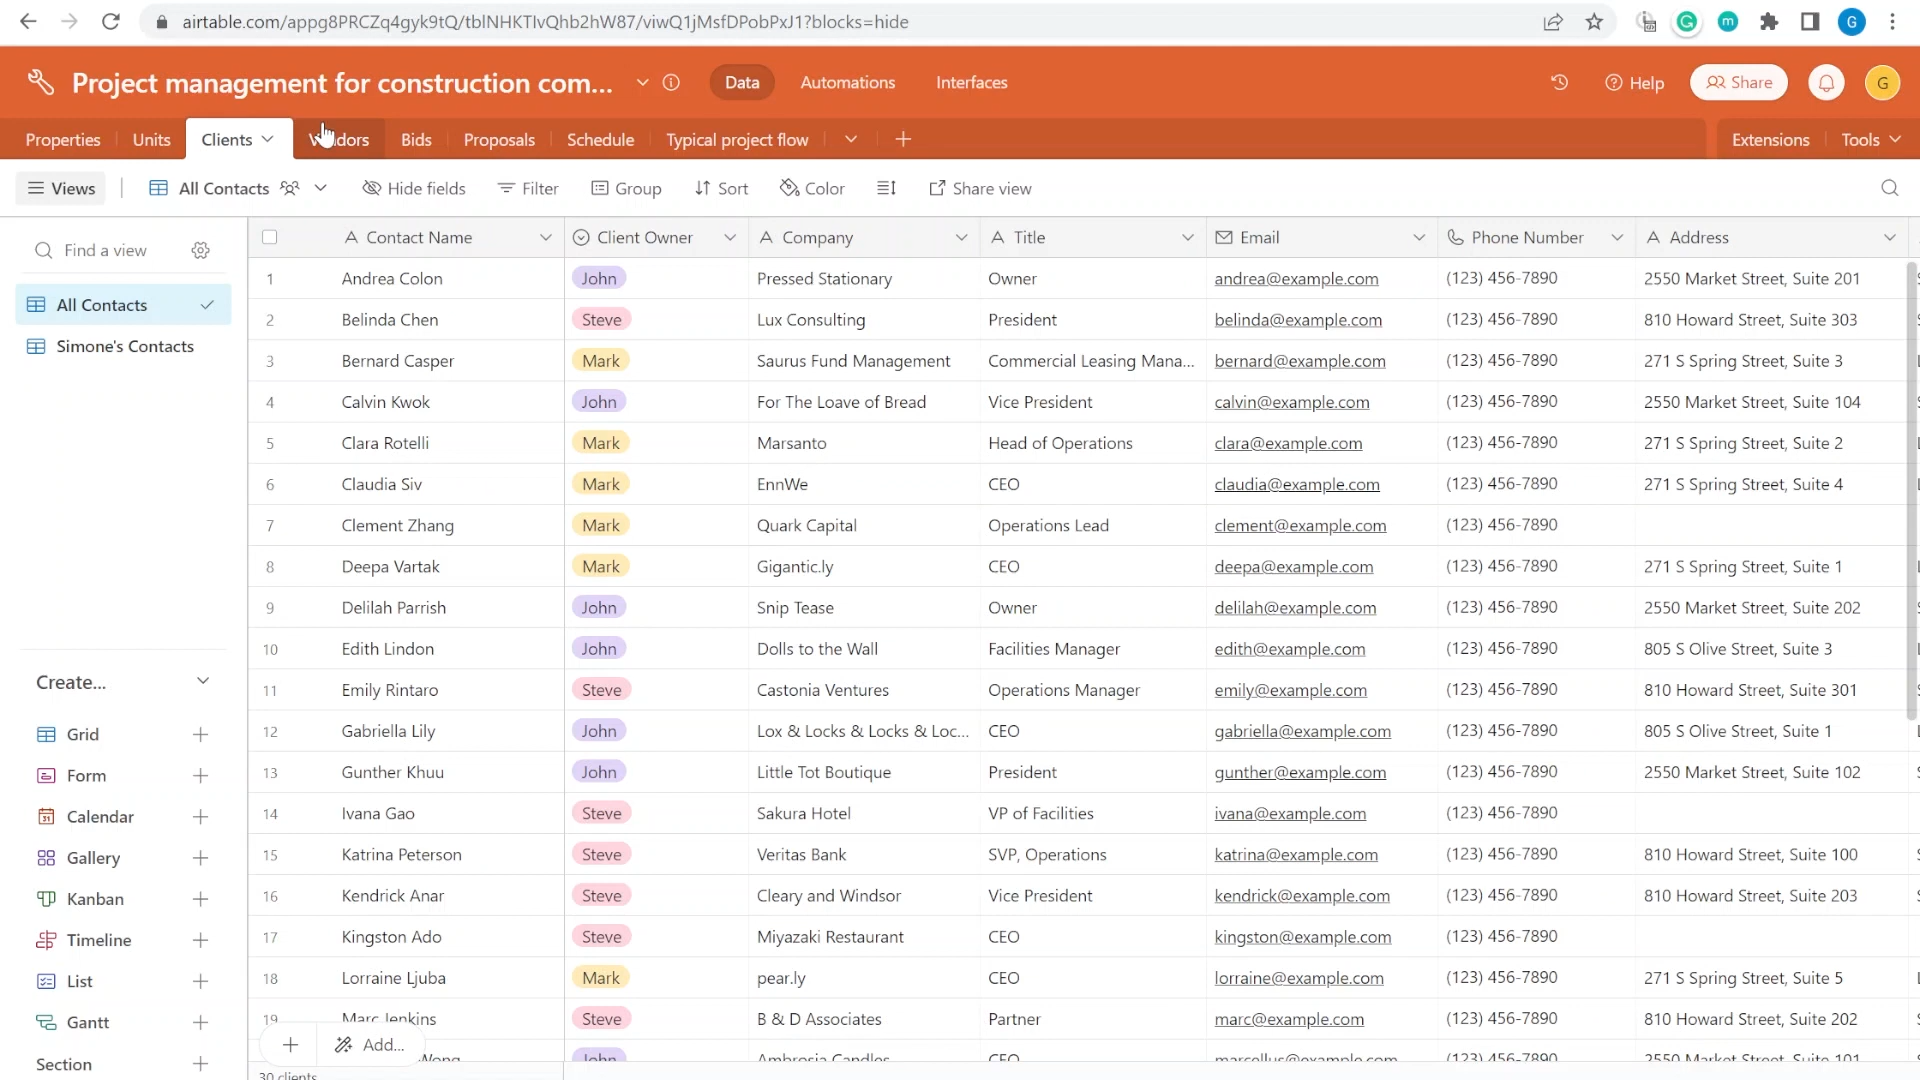 airtable.com/appg8PRCZq4gyk9tQ/tblNHKTIvQhb2hW87/viwQ1jMsfDPobPxJ1?blocks=hide G
Project management for construction com... Data Automations Interfaces Help Share G
Properties Units Clients Vendors Bids Proposals Schedule Typical project flow Extensions Tools
Views All Contacts Hide fields Filter Group Sort Color Share view
Find a view
All Contacts
Simone's Contacts
Create...
Grid
Form
Calendar
Gallery
Kanban
Timeline
List
Gantt
Section
Contact Name Client Owner Company Title Email Phone Number Address
1 Andrea Colon John Pressed Stationary Owner andrea@example.com (123) 456-7890 2550 Market Street, Suite 201
2 Belinda Chen Steve Lux Consulting President belinda@example.com (123) 456-7890 810 Howard Street, Suite 303
3 Bernard Casper Mark Saurus Fund Management Commercial Leasing Mana... bernard@example.com (123) 456-7890 271 S Spring Street, Suite 3
4 Calvin Kwok John For The Loave of Bread Vice President calvin@example.com (123) 456-7890 2550 Market Street, Suite 104
5 Clara Rotelli Mark Marsanto Head of Operations clara@example.com (123) 456-7890 271 S Spring Street, Suite 2
6 Claudia Siv Mark EnnWe CEO claudia@example.com (123) 456-7890 271 S Spring Street, Suite 4
7 Clement Zhang Mark Quark Capital Operations Lead clement@example.com (123) 456-7890
8 Deepa Vartak Mark Gigantic.ly CEO deepa@example.com (123) 456-7890 271 S Spring Street, Suite 1
9 Delilah Parrish John Snip Tease Owner delilah@example.com (123) 456-7890 2550 Market Street, Suite 202
10 Edith Lindon John Dolls to the Wall Facilities Manager edith@example.com (123) 456-7890 805 S Olive Street, Suite 3
11 Emily Rintaro Steve Castonia Ventures Operations Manager emily@example.com (123) 456-7890 810 Howard Street, Suite 301
12 Gabriella Lily John Lox & Locks & Locks & Loc... CEO gabriella@example.com (123) 456-7890 805 S Olive Street, Suite 1
13 Gunther Khuu John Little Tot Boutique President gunther@example.com (123) 456-7890 2550 Market Street, Suite 102
14 Ivana Gao Steve Sakura Hotel VP of Facilities ivana@example.com (123) 456-7890
15 Katrina Peterson Steve Veritas Bank SVP, Operations katrina@example.com (123) 456-7890 810 Howard Street, Suite 100
16 Kendrick Anar Steve Cleary and Windsor Vice President kendrick@example.com (123) 456-7890 810 Howard Street, Suite 203
17 Kingston Ado Steve Miyazaki Restaurant CEO kingston@example.com (123) 456-7890
18 Lorraine Ljuba Mark pear.ly CEO lorraine@example.com (123) 456-7890 271 S Spring Street, Suite 5
19 Marc Jenkins Steve B & D Associates Partner marc@example.com (123) 456-7890 810 Howard Street, Suite 202
Wong John Ambrosia Candles CEO marcellus@example.com (123) 456-7890 2550 Market Street, Suite 101
Add...
30 clients